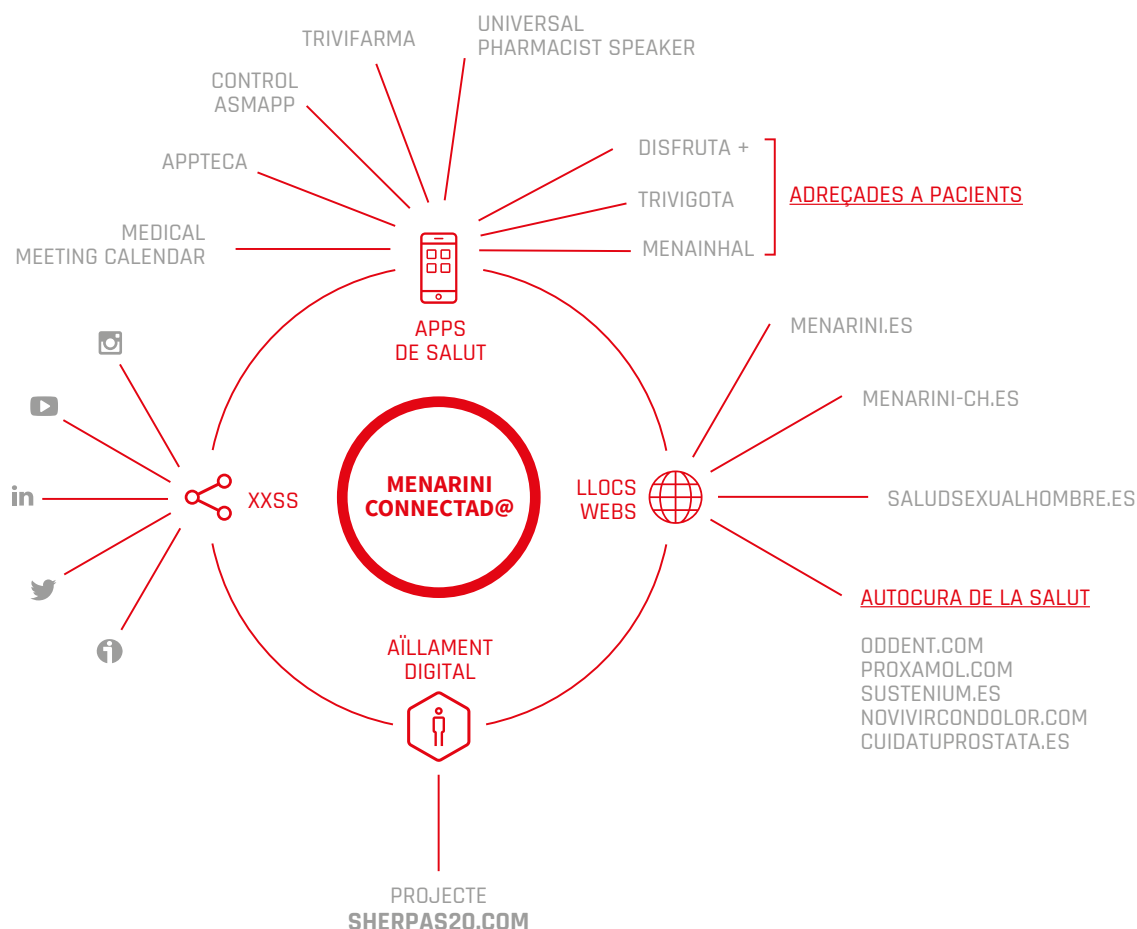 UNIVERSAL
PHARMACIST SPEAKER
TRIVIFARMA
CONTROL
ASMAPP
APPTECA
MEDICAL
MEETING CALENDAR
DISFRUTA +
TRIVIGOTA
MENAINHAL
ADREÇADES A PACIENTS
APPS
DE SALUT
MENARINI.ES
MENARINI-CH.ES
SALUDSEXUALHOMBRE.ES
LLOCS
WEBS
MENARINI
CONNECTAD@
XXSS
in
AUTOCURA DE LA SALUT
ODDENT.COM
PROXAMOL.COM
SUSTENIUM.ES
NOVIVIRCONDOLOR.COM
CUIDATUPROSTATA.ES
AÏLLAMENT
DIGITAL
PROJECTE
SHERPAS20.COM